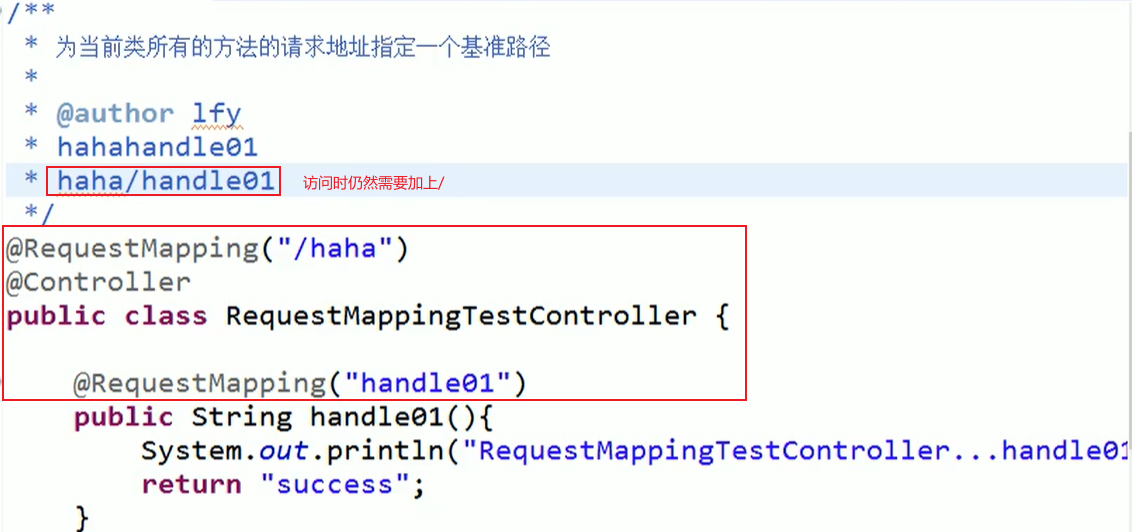 /**
* 为当前类所有的方法的请求地址指定一个基准路径
*
* @author lfy
* hahahandle01
* haha/handle01 访问时仍然需要加上/
*/
@RequestMapping("/haha")
@Controller
public class RequestMappingTestController {
@RequestMapping("handle01")
public String handle01(){
System.out.println("RequestMappingTestController...handle01
return "success";
}